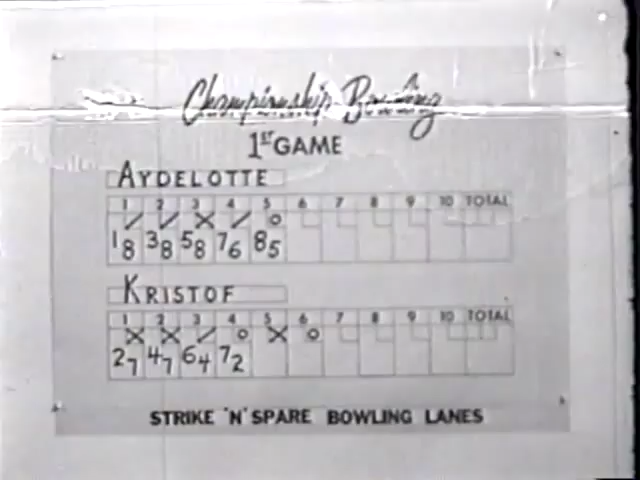 Championship Bowling
1ST GAME
AYDELOTTE
1 2 3 4 5 6 7 8 9 10 TOTAL
/ / X / O
18 38 58 76 85
KRISTOF
1 2 3 4 5 6 7 8 9 10 TOTAL
X X / O X O
27 47 64 72
STRIKE 'N' SPARE BOWLING LANES